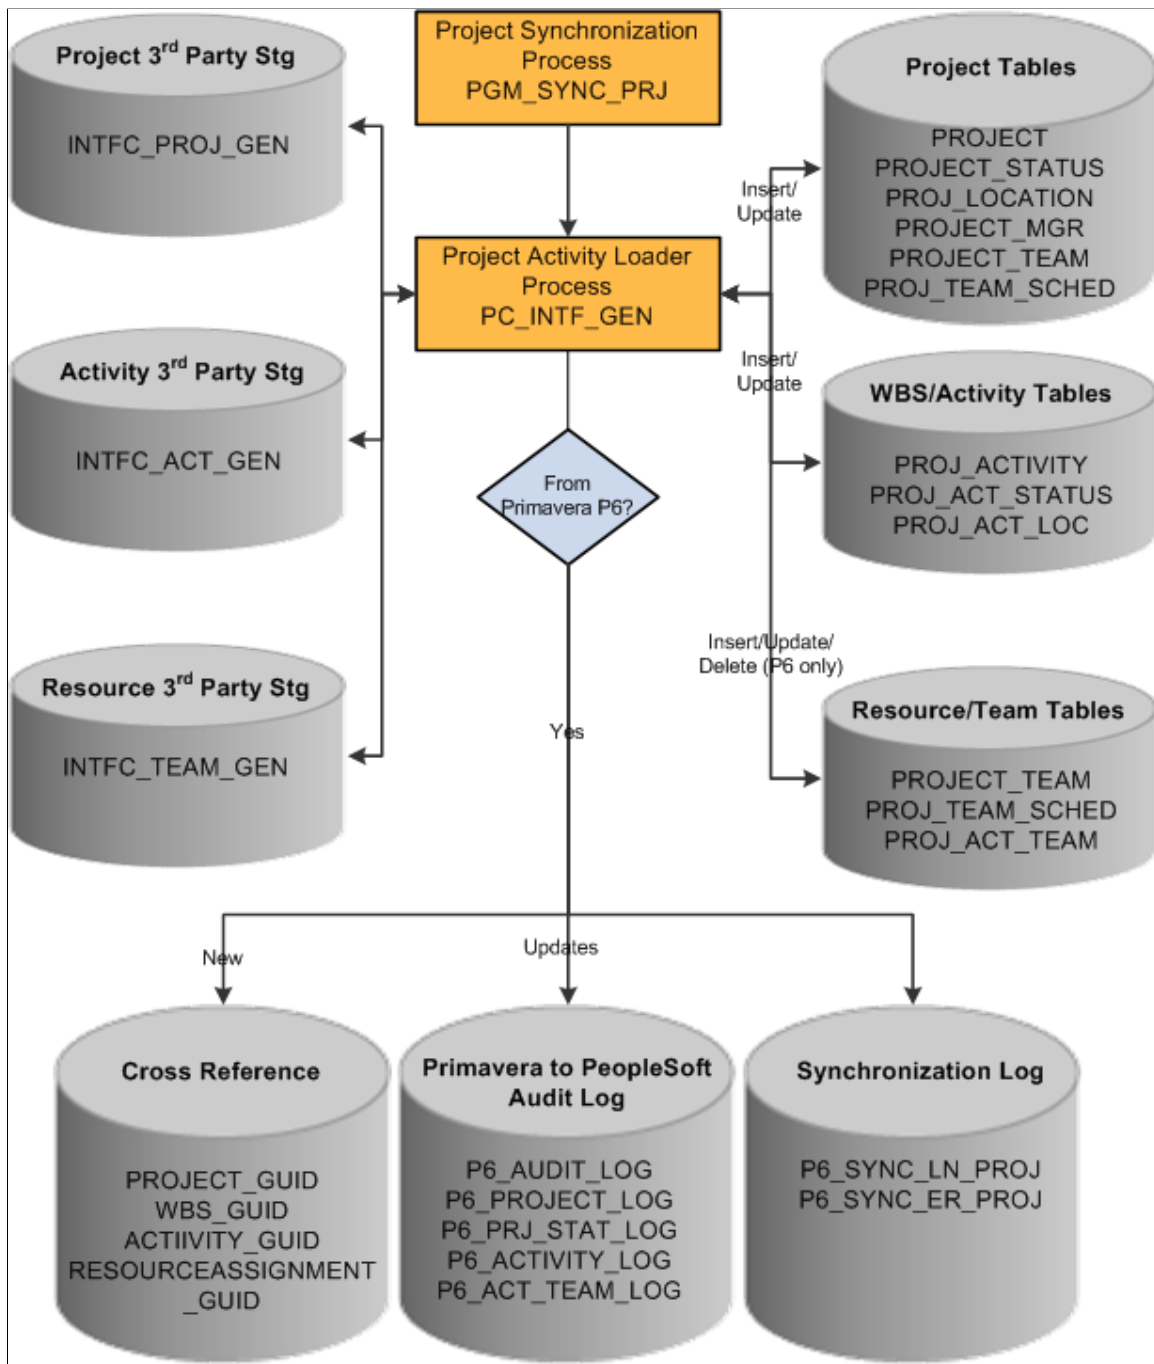 Project 3rd Party Stg
INTFC_PROJ_GEN
Project Synchronization
Process
PGM_SYNC_PRJ
Project Tables
PROJECT
PROJECT_STATUS
PROJ_LOCATION
PROJECT_MGR
PROJECT_TEAM
PROJ_TEAM_SCHED
Insert/
Update
Project Activity Loader
Process
PC_INTF_GEN
Activity 3rd Party Stg
INTFC_ACT_GEN
Insert/
Update
WBS/Activity Tables
PROJ_ACTIVITY
PROJ_ACT_STATUS
PROJ_ACT_LOC
From
Primavera P6?
Resource 3rd Party Stg
INTFC_TEAM_GEN
Yes
Insert/Update/
Delete (P6 only)
Resource/Team Tables
PROJECT_TEAM
PROJ_TEAM_SCHED
PROJ_ACT_TEAM
New
Updates
Cross Reference
PROJECT_GUID
WBS_GUID
ACTIIVITY_GUID
RESOURCEASSIGNMENT
_GUID
Primavera to PeopleSoft
Audit Log
P6_AUDIT_LOG
P6_PROJECT_LOG
P6_PRJ_STAT_LOG
P6_ACTIVITY_LOG
P6_ACT_TEAM_LOG
Synchronization Log
P6_SYNC_LN_PROJ
P6_SYNC_ER_PROJ